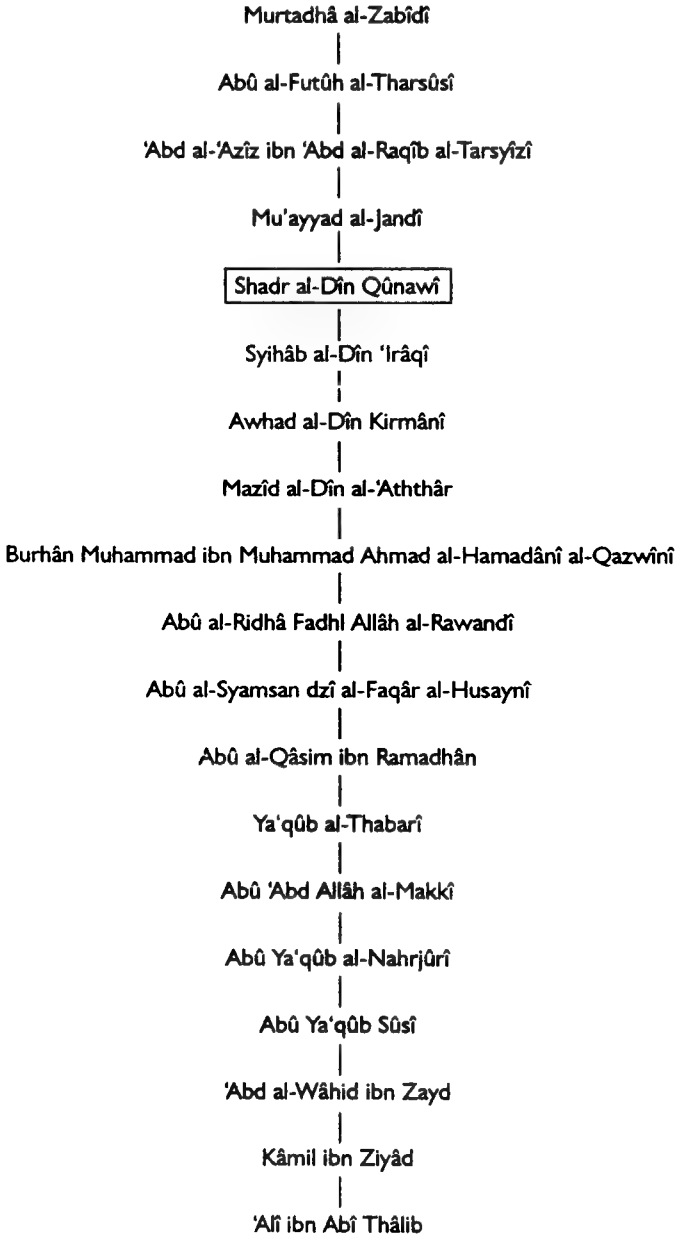 Murtadhâ al-Zabîdî
Abû al-Futûh al-Tharsûsî
‘Abd al-‘Azîz ibn ‘Abd al-Raqîb al-Tarsyîzî
Mu’ayyad al-Jandî
Shadr al-Dîn Qûnawî
Syihâb al-Dîn ‘Irâqî
Awhad al-Dîn Kirmânî
Mazîd al-Dîn al-‘Aththâr
Burhân Muhammad ibn Muhammad Ahmad al-Hamadânî al-Qazwînî
Abû al-Ridhâ Fadhl Allâh al-Rawandî
Abû al-Syamsan dzî al-Faqâr al-Husaynî
Abû al-Qâsim ibn Ramadhân
Ya‘qûb al-Thabarî
Abû ‘Abd Allâh al-Makkî
Abû Ya‘qûb al-Nahrjûrî
Abû Ya‘qûb Sûsî
‘Abd al-Wâhid ibn Zayd
Kâmil ibn Ziyâd
‘Alî ibn Abî Thâlib